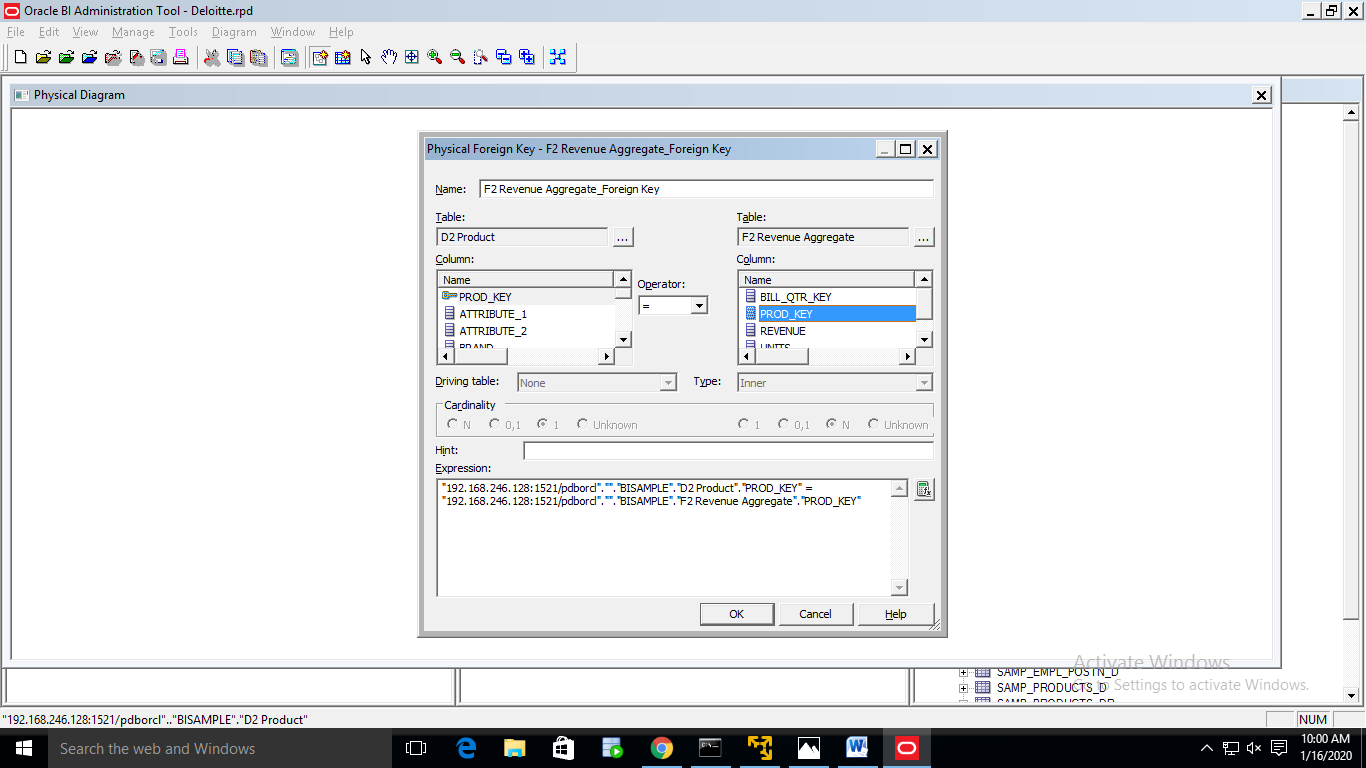 Oracle BI Administration Tool - Deloitte.rpd
File Edit View Manage Tools Diagram Window Help
Physical Diagram
Physical Foreign Key - F2 Revenue Aggregate_Foreign Key
Name: F2 Revenue Aggregate_Foreign Key
Table: Table:
D2 Product ... F2 Revenue Aggregate ...
Column: Column:
Name Operator: Name
PROD_KEY = BILL_QTR_KEY
ATTRIBUTE_1 PROD_KEY
ATTRIBUTE_2 REVENUE
BRAND UNITS
Driving table: None Type: Inner
Cardinality
N 0,1 1 Unknown 1 0,1 N Unknown
Hint:
Expression:
"192.168.246.128:1521/pdborcl".""."BISAMPLE"."D2 Product"."PROD_KEY" =
"192.168.246.128:1521/pdborcl".""."BISAMPLE"."F2 Revenue Aggregate"."PROD_KEY"
OK Cancel Help
Activate Windows
Go to Settings to activate Windows.
SAMP_EMPL_POSTN_D
SAMP_PRODUCTS_D
"192.168.246.128:1521/pdborcl".."BISAMPLE"."D2 Product" NUM
Search the web and Windows
10:00 AM
1/16/2020